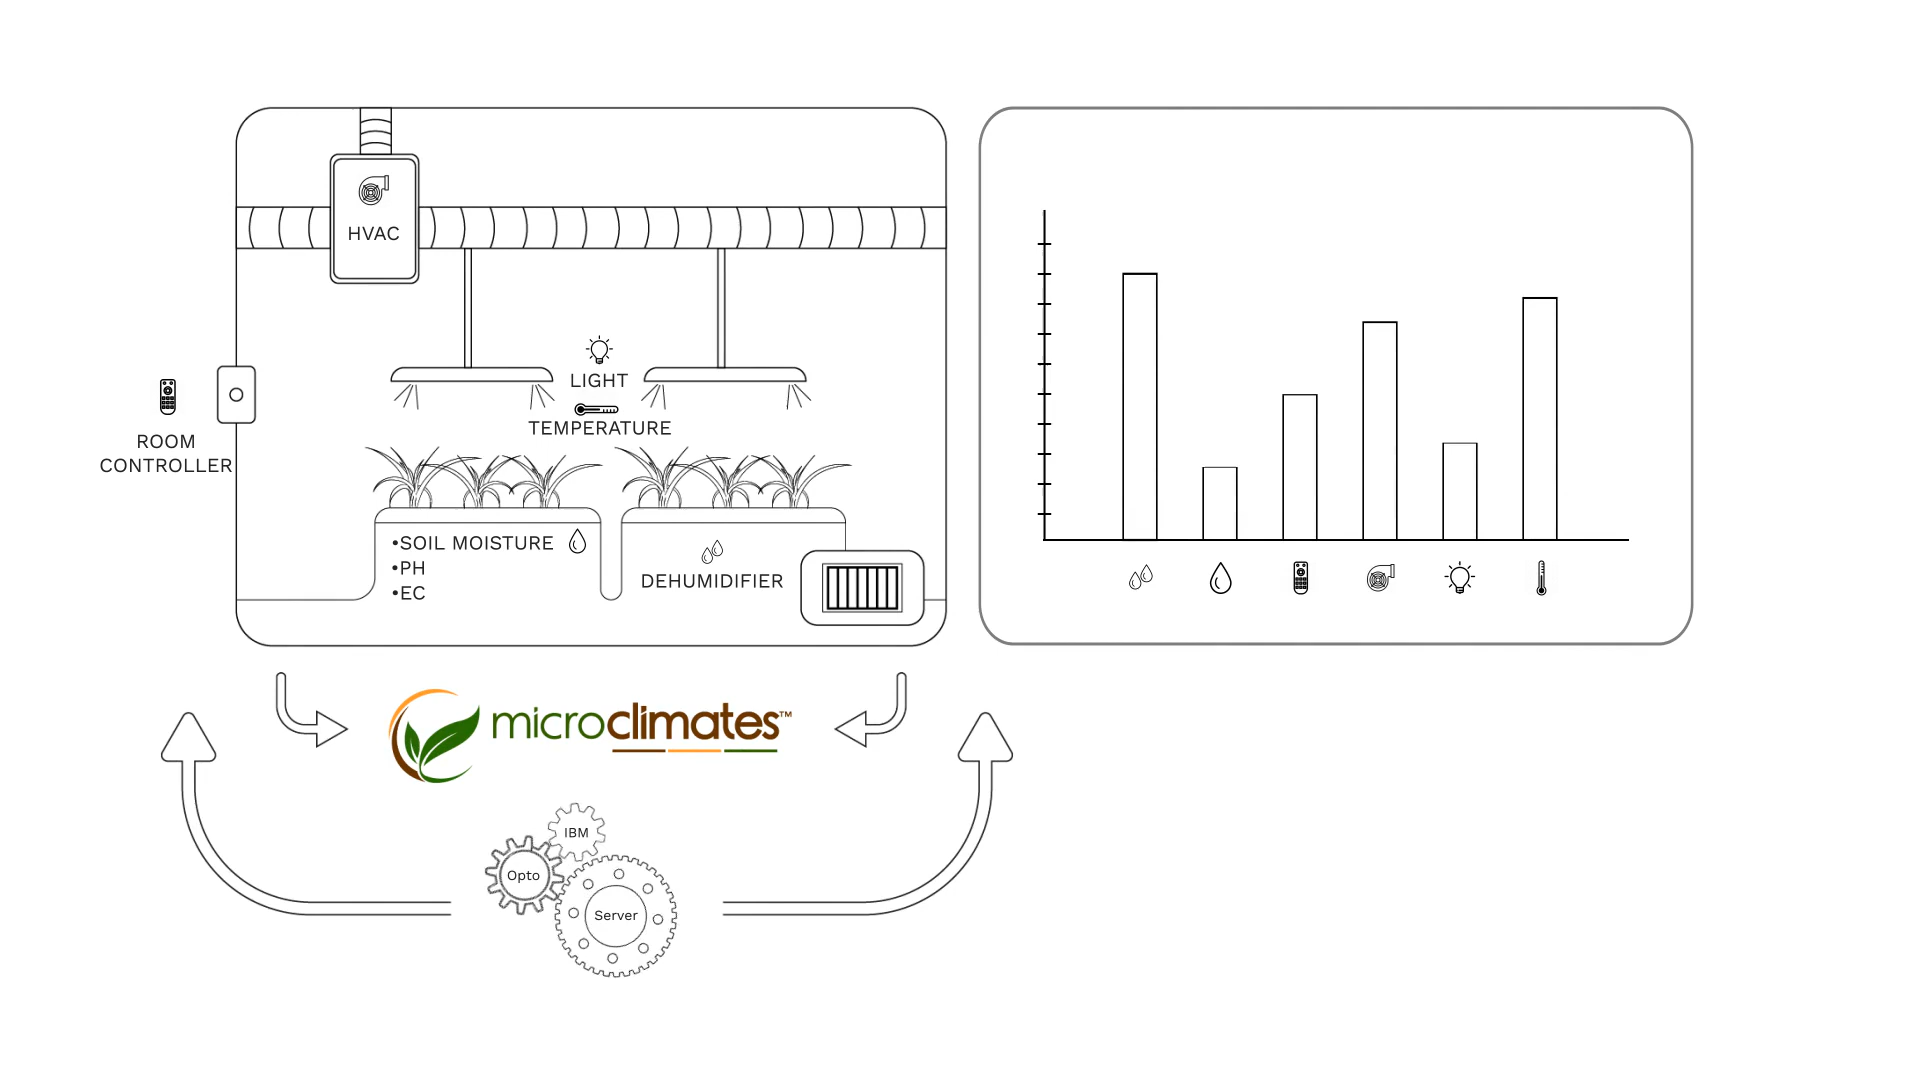 HVAC
LIGHT
TEMPERATURE
ROOM
CONTROLLER
•SOIL MOISTURE
•PH
•EC
DEHUMIDIFIER
microclimates™
IBM
Opto
Server